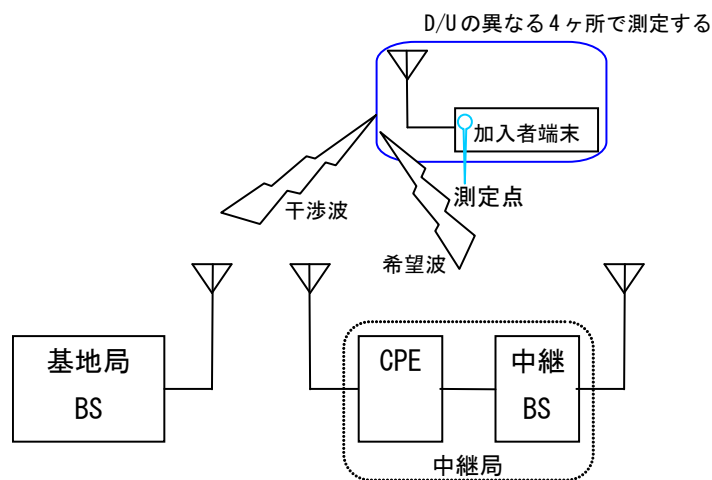 D/Uの異なる4ヶ所で測定する
加入者端末
測定点
干渉波
希望波
基地局
BS
CPE
中継
BS
中継局